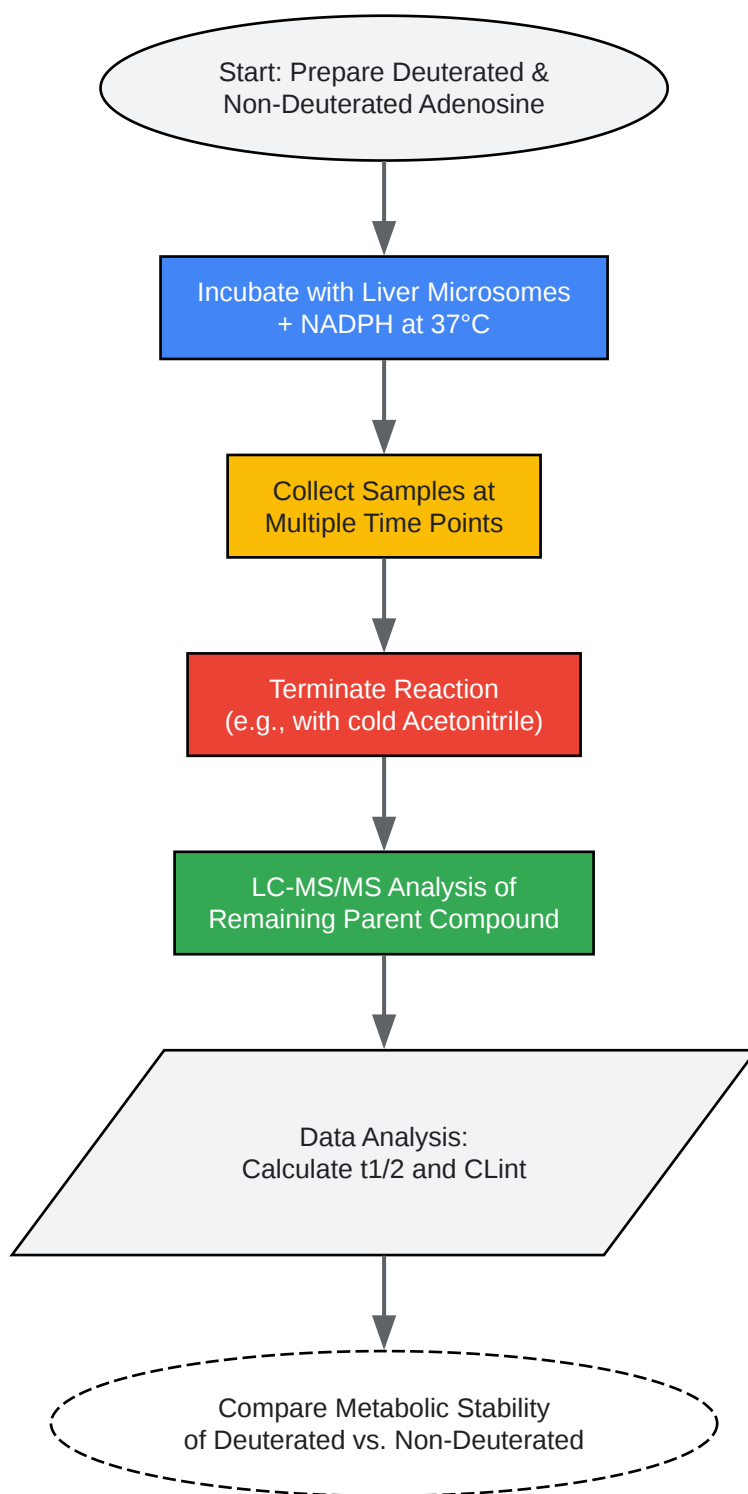 Start: Prepare Deuterated &
Non-Deuterated Adenosine
Incubate with Liver Microsomes
+ NADPH at 37°C
Collect Samples at
Multiple Time Points
Terminate Reaction
(e.g., with cold Acetonitrile)
LC-MS/MS Analysis of
Remaining Parent Compound
Data Analysis:
Calculate t1/2 and CLint
Compare Metabolic Stability
of Deuterated vs. Non-Deuterated